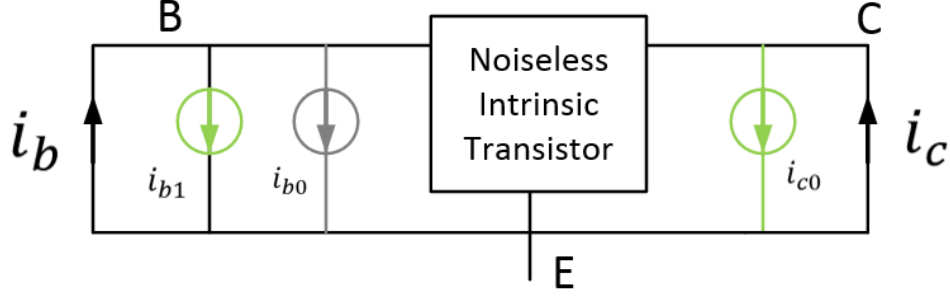 B
C
Noiseless
Intrinsic
Transistor
i_b
i_b1
i_b0
i_c0
i_c
E